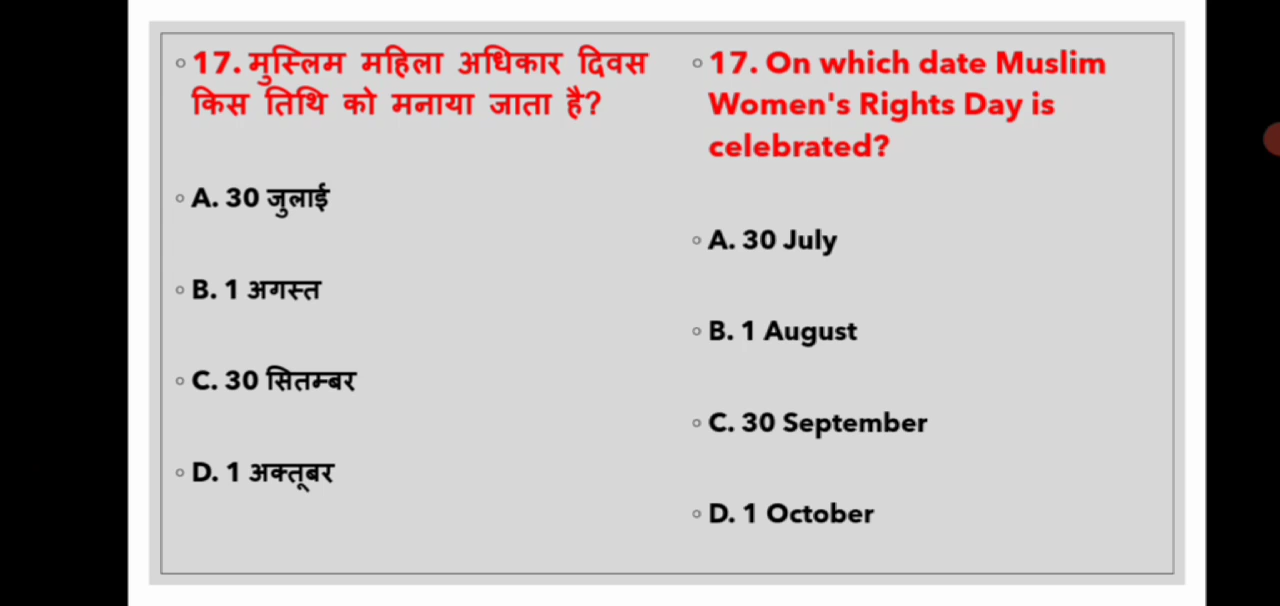 17. मुस्लिम महिला अधिकार दिवस
किस तिथि को मनाया जाता है?
A. 30 जुलाई
B. 1 अगस्त
C. 30 सितम्बर
D. 1 अक्तूबर
17. On which date Muslim
Women's Rights Day is
celebrated?
A. 30 July
B. 1 August
C. 30 September
D. 1 October